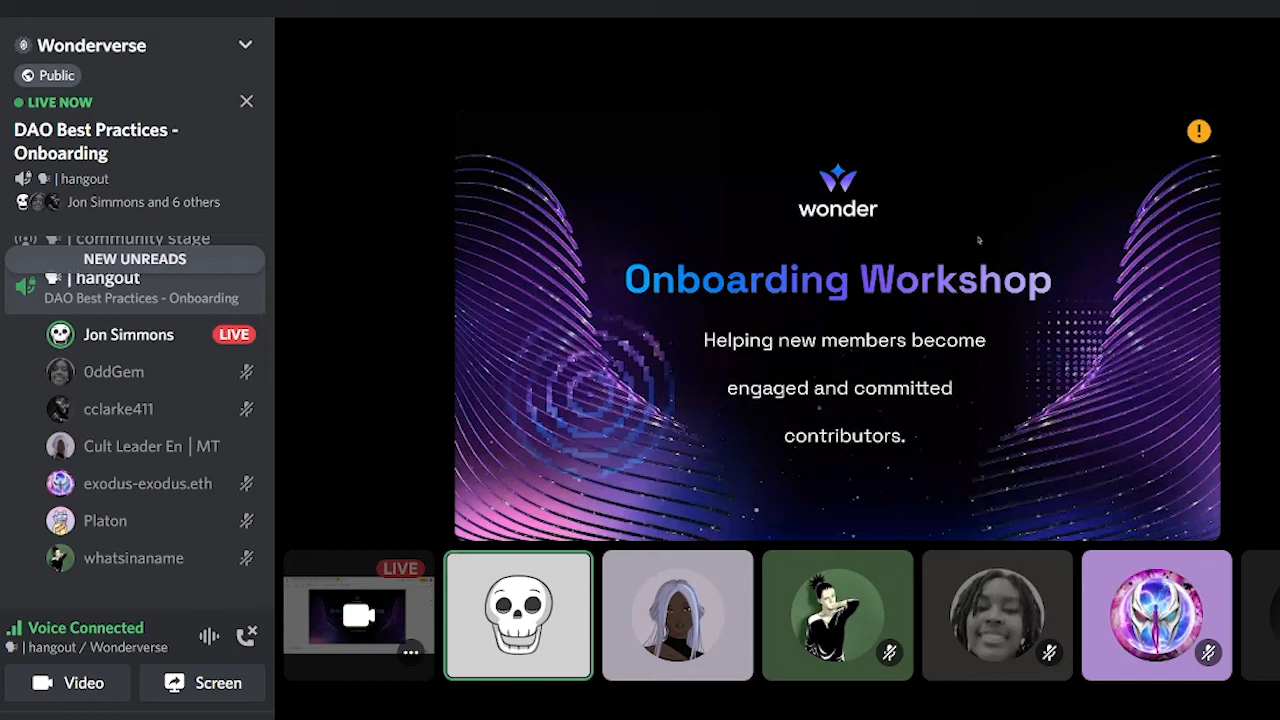 Wonderverse
Public
LIVE NOW
DAO Best Practices -
Onboarding
| hangout
Jon Simmons and 6 others
| community stage
NEW UNREADS
| hangout
DAO Best Practices - Onboarding
Jon Simmons LIVE
0ddGem
cclarke411
Cult Leader En | MT
exodus-exodus.eth
Platon
whatsinaname
Voice Connected
| hangout / Wonderverse
Video Screen
!
wonder
Onboarding Workshop
Helping new members become
engaged and committed
contributors.
LIVE